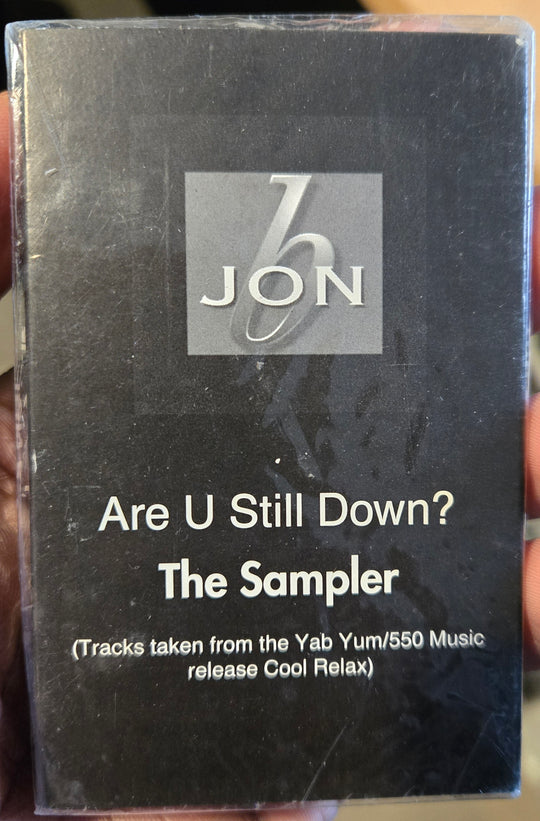 JON b
Are U Still Down?
The Sampler
(Tracks taken from the Yab Yum/550 Music
release Cool Relax)